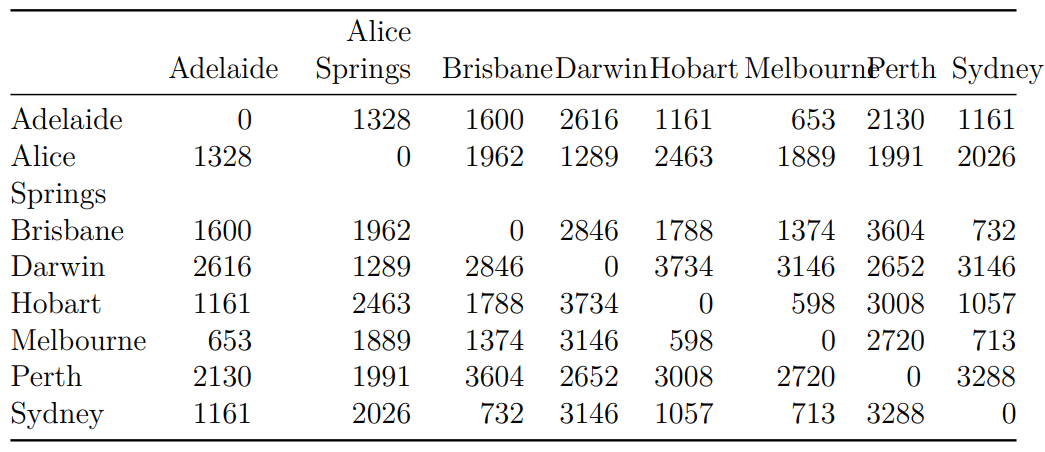 Alice
Adelaide Springs Brisbane Darwin Hobart Melbourne Perth Sydney
Adelaide 0 1328 1600 2616 1161 653 2130 1161
Alice 1328 0 1962 1289 2463 1889 1991 2026
Springs
Brisbane 1600 1962 0 2846 1788 1374 3604 732
Darwin 2616 1289 2846 0 3734 3146 2652 3146
Hobart 1161 2463 1788 3734 0 598 3008 1057
Melbourne 653 1889 1374 3146 598 0 2720 713
Perth 2130 1991 3604 2652 3008 2720 0 3288
Sydney 1161 2026 732 3146 1057 713 3288 0